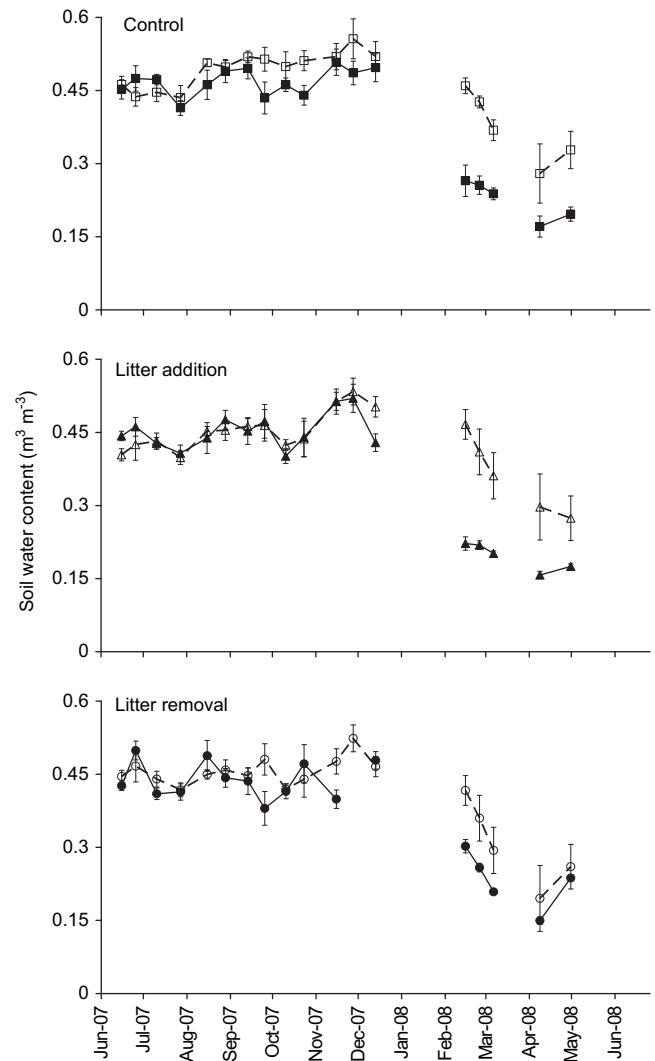 Soil water content (m³ m⁻³)
Control
0.6
0.45
0.3
0.15
0
Litter addition
0.6
0.45
0.3
0.15
0
Litter removal
0.6
0.45
0.3
0.15
0
Jun-07
Jul-07
Aug-07
Sep-07
Oct-07
Nov-07
Dec-07
Jan-08
Feb-08
Mar-08
Apr-08
May-08
Jun-08